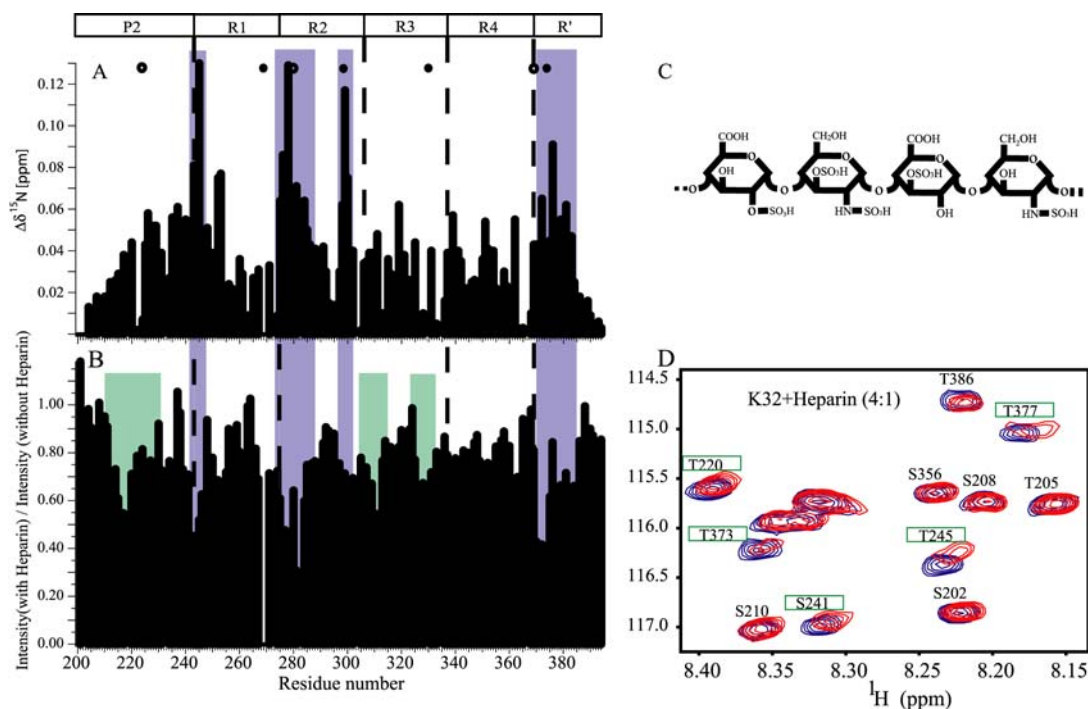 P2 R1 R2 R3 R4 R'
A
0.12
0.10
0.08
0.06
0.04
0.02
Δδ ¹⁵N [ppm]
B
1.00
0.80
0.60
0.40
0.20
0.00
Intensity(with Heparin) / Intensity (without Heparin)
200 220 240 260 280 300 320 340 360 380
Residue number
C
COOH CH₂OH COOH CH₂OH
O O O O
OH OSO₃H OSO₃H OH
O O O O O
O SO₃H HN SO₃H OH HN SO₃H
D
K32+Heparin (4:1)
T386
T377
T220
S356 S208 T205
T373
T245
S241
S210 S202
114.5
115.0
115.5
116.0
116.5
117.0
8.40 8.35 8.30 8.25 8.20 8.15
¹H (ppm)